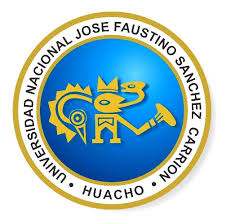 UNIVERSIDAD NACIONAL JOSE FAUSTINO SANCHEZ CARRION
• HUACHO •